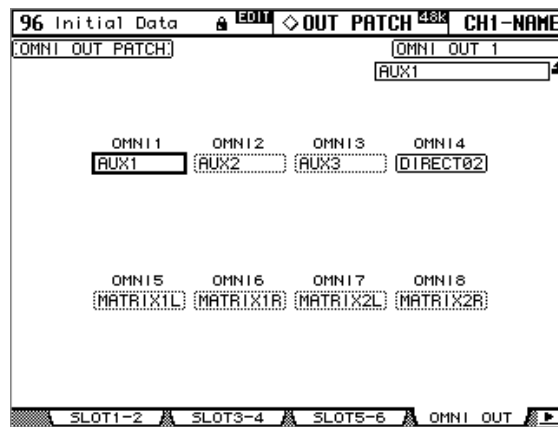 96 Initial Data EDIT ◇OUT PATCH 48K CH1-NAME
OMNI OUT PATCH OMNI OUT 1
AUX1
OMNI1 OMNI2 OMNI3 OMNI4
AUX1 AUX2 AUX3 DIRECT02
OMNI5 OMNI6 OMNI7 OMNI8
MATRIX1L MATRIX1R MATRIX2L MATRIX2R
SLOT1-2 SLOT3-4 SLOT5-6 OMNI OUT